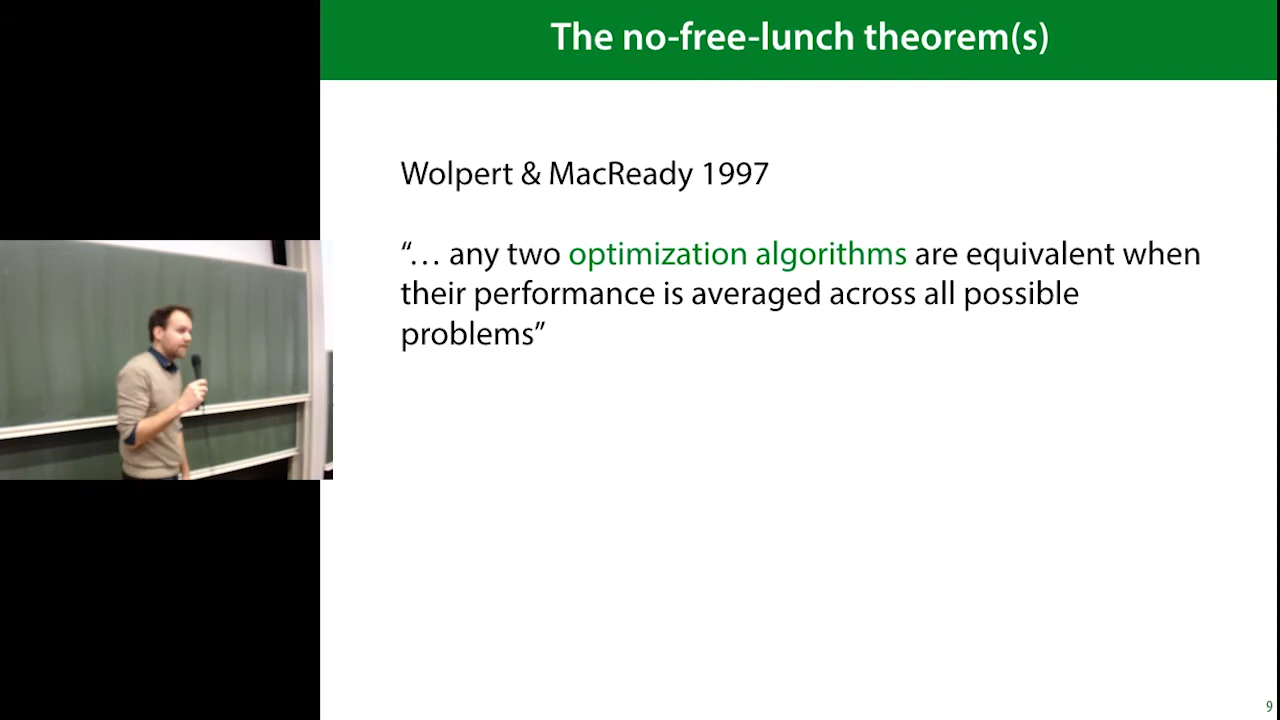 The no-free-lunch theorem(s)
Wolpert & MacReady 1997
“… any two optimization algorithms are equivalent when
their performance is averaged across all possible
problems”
9